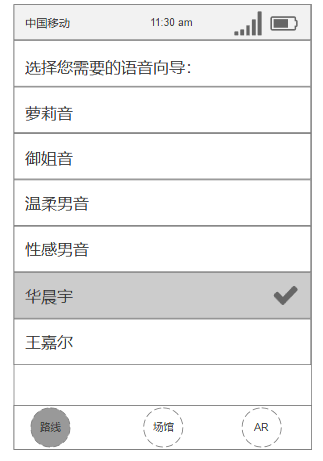 中国移动 11:30 am
选择您需要的语音向导：
萝莉音
御姐音
温柔男音
性感男音
华晨宇
王嘉尔
路线 场馆 AR